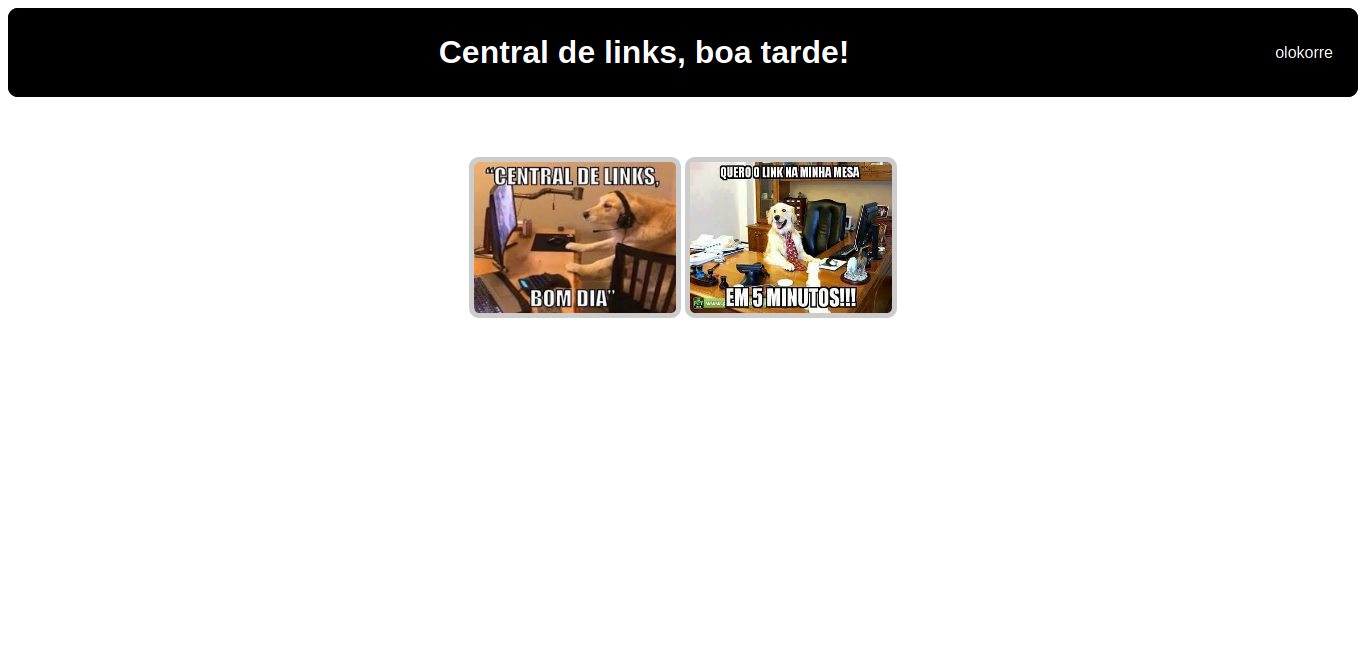 Central de links, boa tarde!
olokorre
“CENTRAL DE LINKS,
BOM DIA”
QUERO O LINK NA MINHA MESA
EM 5 MINUTOS!!!